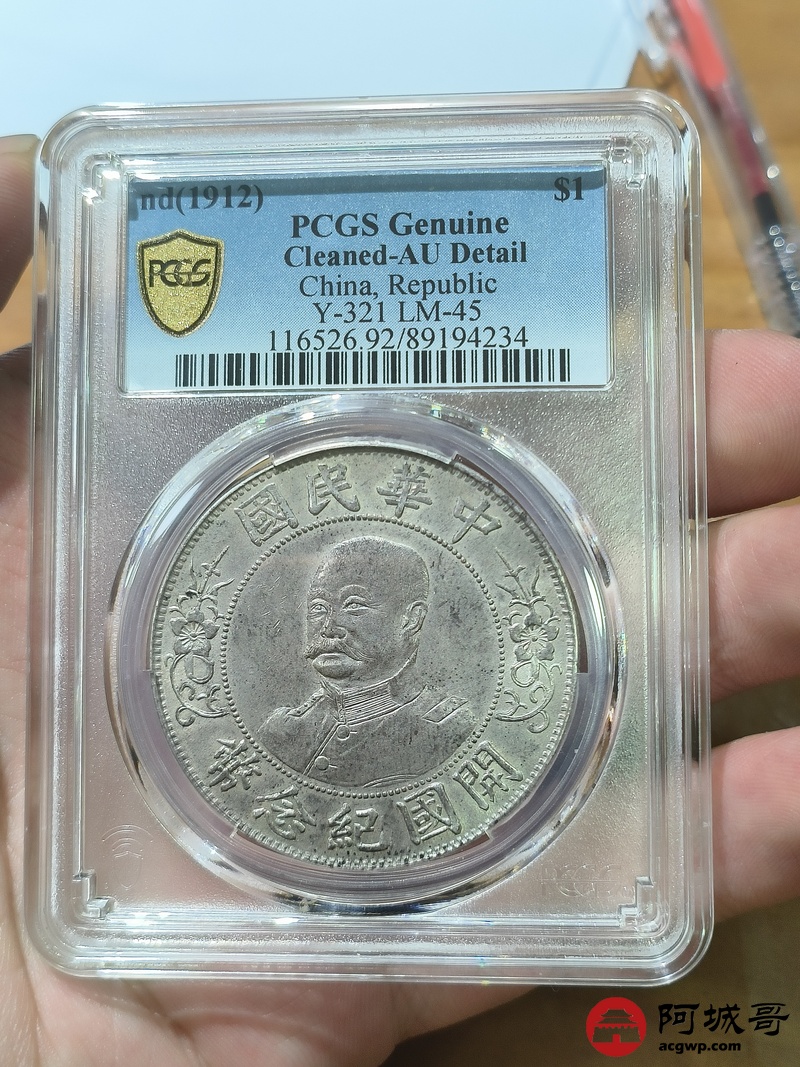 nd(1912) $1
PCGS Genuine
Cleaned-AU Detail
China, Republic
Y-321 LM-45
116526.92/89194234
PCGS
中華民國
開國紀念幣
阿城哥
acgwp.com